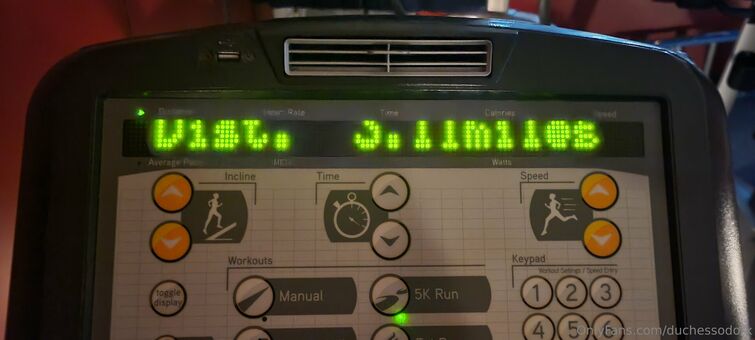 Distance Heart Rate Time Calories Speed
Dist. 3.11miles
Average Pace METs Watts
Incline Time Speed
Workouts Keypad
Workout Settings / Speed Entry
toggle display Manual 5K Run 1 2 3
4 5 6
OnlyFans.com/duchessodo